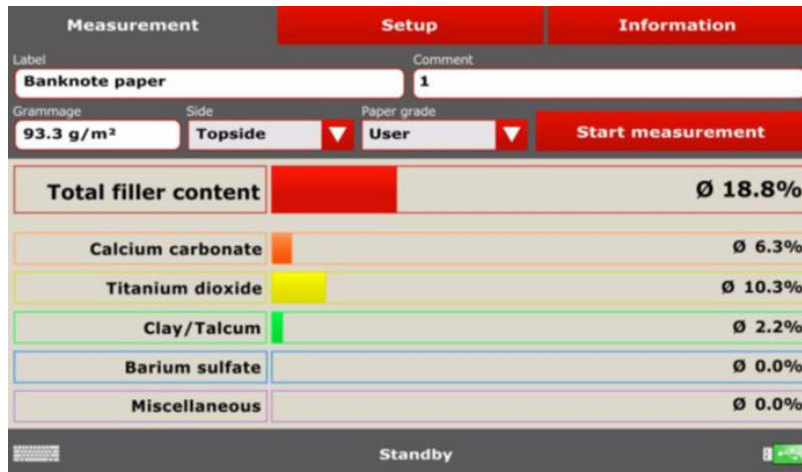 Measurement Setup Information
Label Comment
Banknote paper 1
Grammage Side Paper grade
93.3 g/m² Topside User Start measurement
Total filler content Ø 18.8%
Calcium carbonate Ø 6.3%
Titanium dioxide Ø 10.3%
Clay/Talcum Ø 2.2%
Barium sulfate Ø 0.0%
Miscellaneous Ø 0.0%
Standby